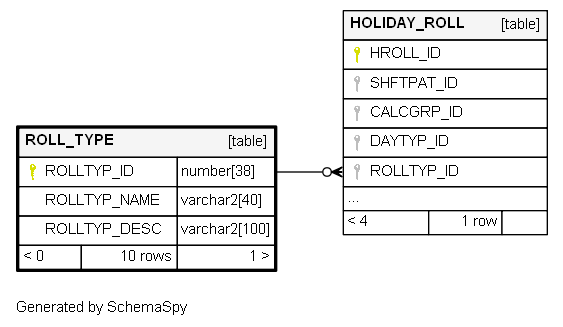 HOLIDAY_ROLL [table]
HROLL_ID
SHFTPAT_ID
CALCGRP_ID
DAYTYP_ID
ROLLTYP_ID
...
< 4 1 row
ROLL_TYPE [table]
ROLLTYP_ID number[38]
ROLLTYP_NAME varchar2[40]
ROLLTYP_DESC varchar2[100]
< 0 10 rows 1 >
Generated by SchemaSpy